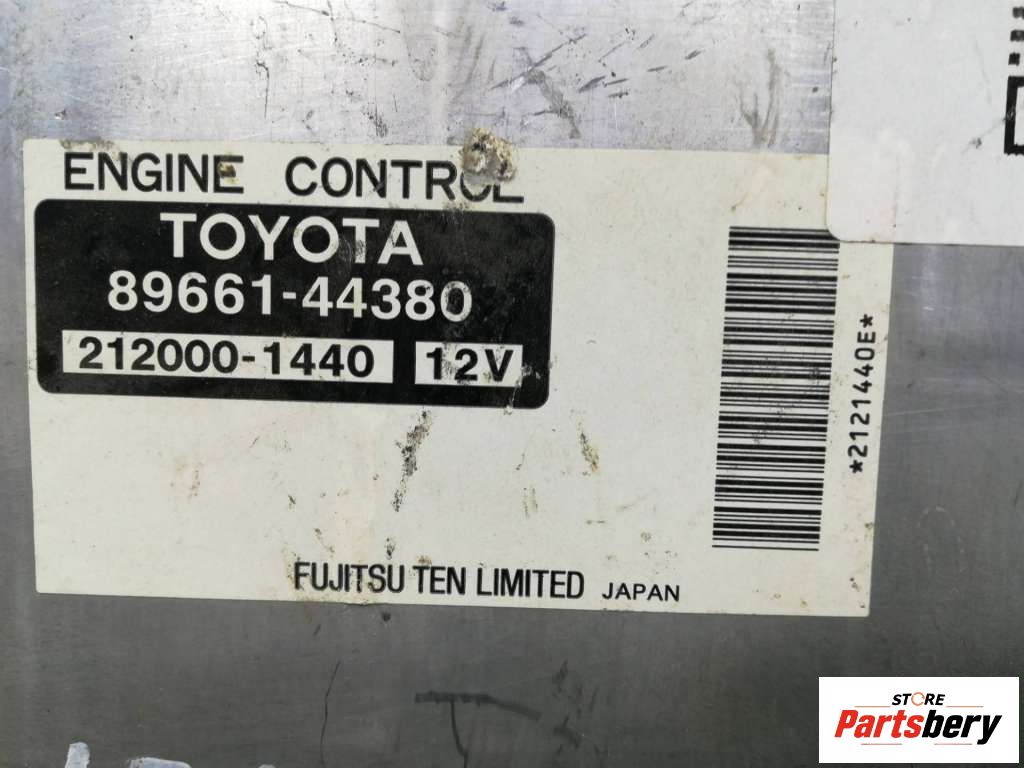 ENGINE CONTROL
TOYOTA
89661-44380
212000-1440 12V
*2121440E*
FUJITSU TEN LIMITED JAPAN
STORE
Partsbery